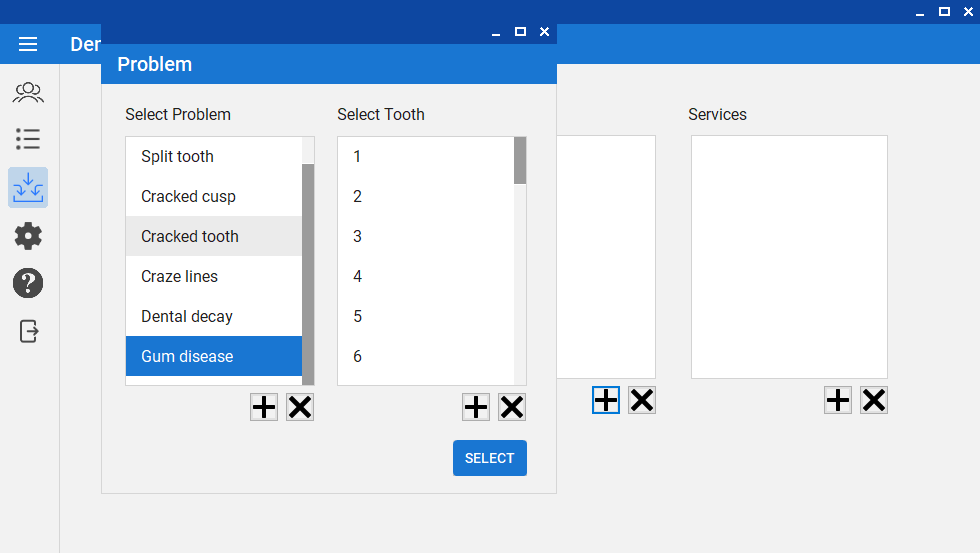 Der
Problem
Select Problem
Select Tooth
Services
Split tooth
1
Cracked cusp
2
Cracked tooth
3
Craze lines
4
Dental decay
5
Gum disease
6
SELECT